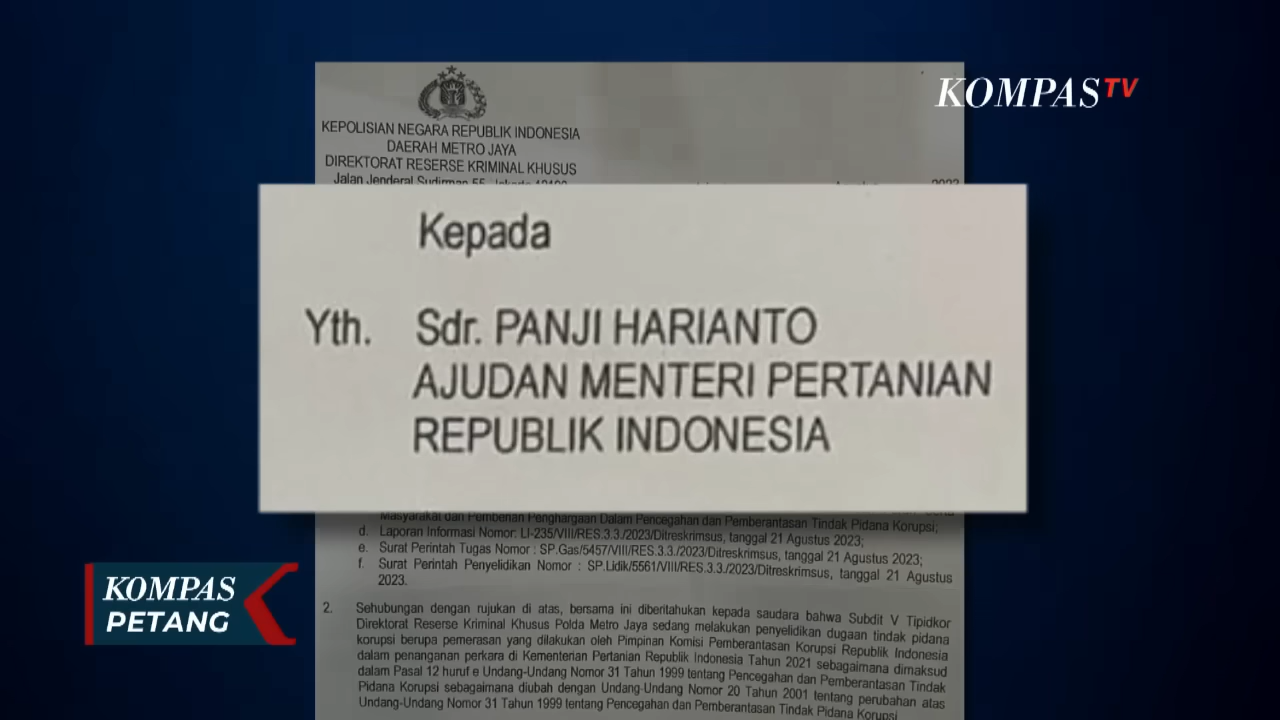 KOMPAS TV
KEPOLISIAN NEGARA REPUBLIK INDONESIA
DAERAH METRO JAYA
DIREKTORAT RESERSE KRIMINAL KHUSUS
Jalan Jenderal Sudirman 55, Jakarta
2023
Kepada
Yth. Sdr. PANJI HARIANTO
AJUDAN MENTERI PERTANIAN
REPUBLIK INDONESIA
Masyarakat dan Pemberian Penghargaan Dalam Pencegahan dan Pemberantasan Tindak Pidana Korupsi;
d. Laporan Informasi Nomor: LI-235/VIII/RES.3.3./2023/Ditreskrimsus, tanggal 21 Agustus 2023;
e. Surat Perintah Tugas Nomor : SP.Gas/5457/VIII/RES.3.3./2023/Ditreskrimsus, tanggal 21 Agustus 2023;
f. Surat Perintah Penyelidikan Nomor : SP.Lidik/5561/VIII/RES.3.3./2023/Ditreskrimsus, tanggal 21 Agustus
2023.
2. Sehubungan dengan rujukan di atas, bersama ini diberitahukan kepada saudara bahwa Subdit V Tipidkor
Direktorat Reserse Kriminal Khusus Polda Metro Jaya sedang melakukan penyelidikan dugaan tindak pidana
korupsi berupa pemerasan yang dilakukan oleh Pimpinan Komisi Pemberantasan Korupsi Republik Indonesia
dalam penanganan perkara di Kementerian Pertanian Republik Indonesia Tahun 2021 sebagaimana dimaksud
dalam Pasal 12 huruf e Undang-Undang Nomor 31 Tahun 1999 tentang Pencegahan dan Pemberantasan Tindak
Pidana Korupsi sebagaimana diubah dengan Undang-Undang Nomor 20 Tahun 2001 tentang perubahan atas
Undang-Undang Nomor 31 Tahun 1999 tentang Pencegahan dan Pemberantasan Tindak Pidana Korupsi
KOMPAS
PETANG